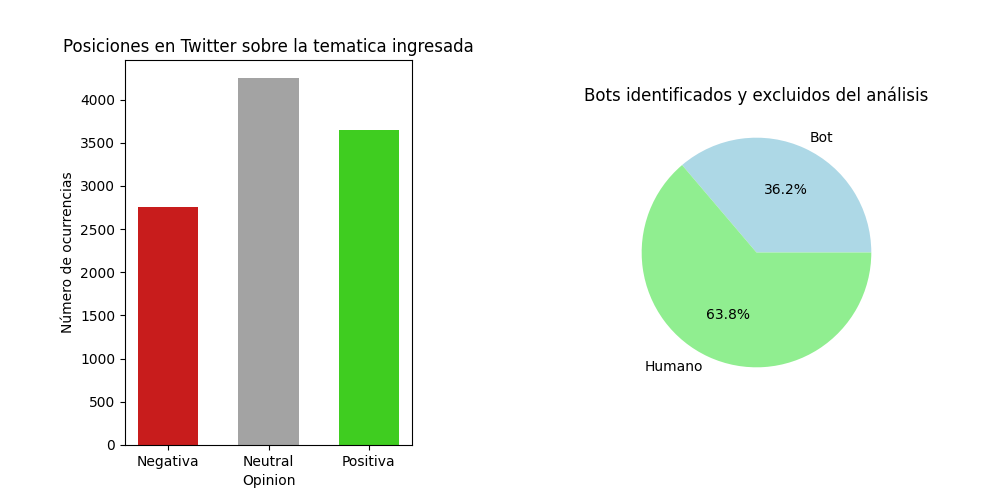 Posiciones en Twitter sobre la tematica ingresada
Número de ocurrencias
4000
3500
3000
2500
2000
1500
1000
500
0
Negativa
Neutral
Positiva
Opinion
Bots identificados y excluidos del análisis
Bot
36.2%
63.8%
Humano